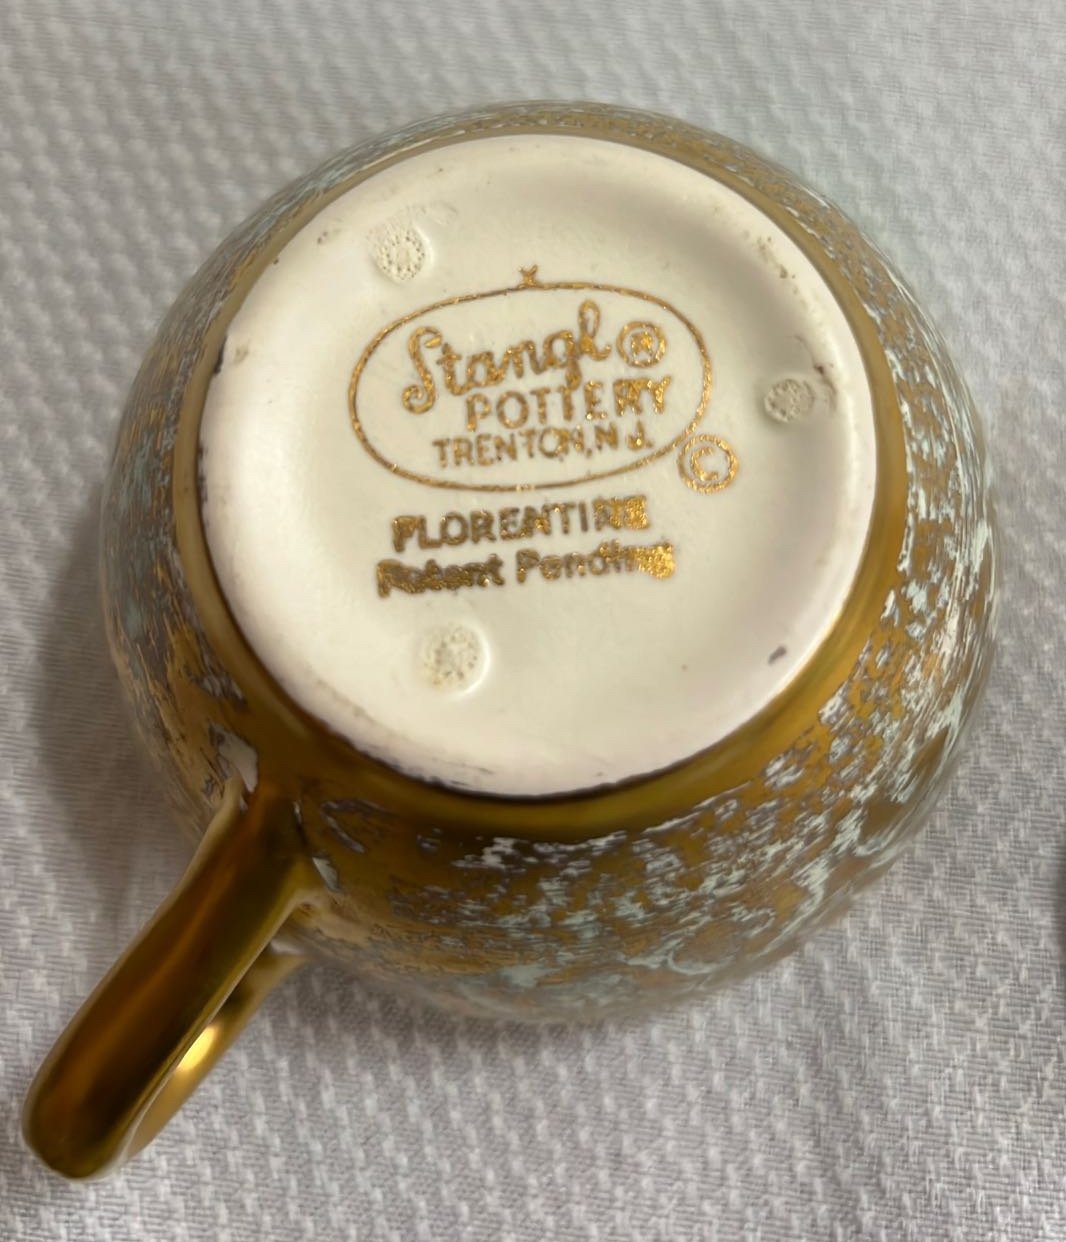 Stangl ®
POTTERY
TRENTON, N.J.
©
FLORENTINE
Patent Pending